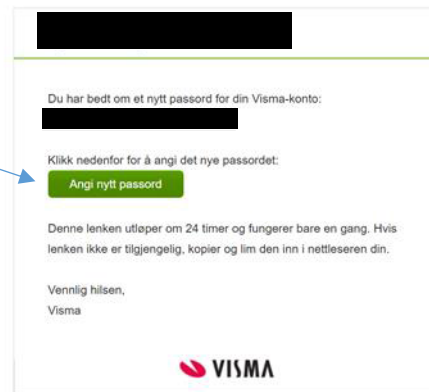 Du har bedt om et nytt passord for din Visma-konto:
Klikk nedenfor for å angi det nye passordet:
Angi nytt passord
Denne lenken utløper om 24 timer og fungerer bare en gang. Hvis
lenken ikke er tilgjengelig, kopier og lim den inn i nettleseren din.
Vennlig hilsen,
Visma
VISMA